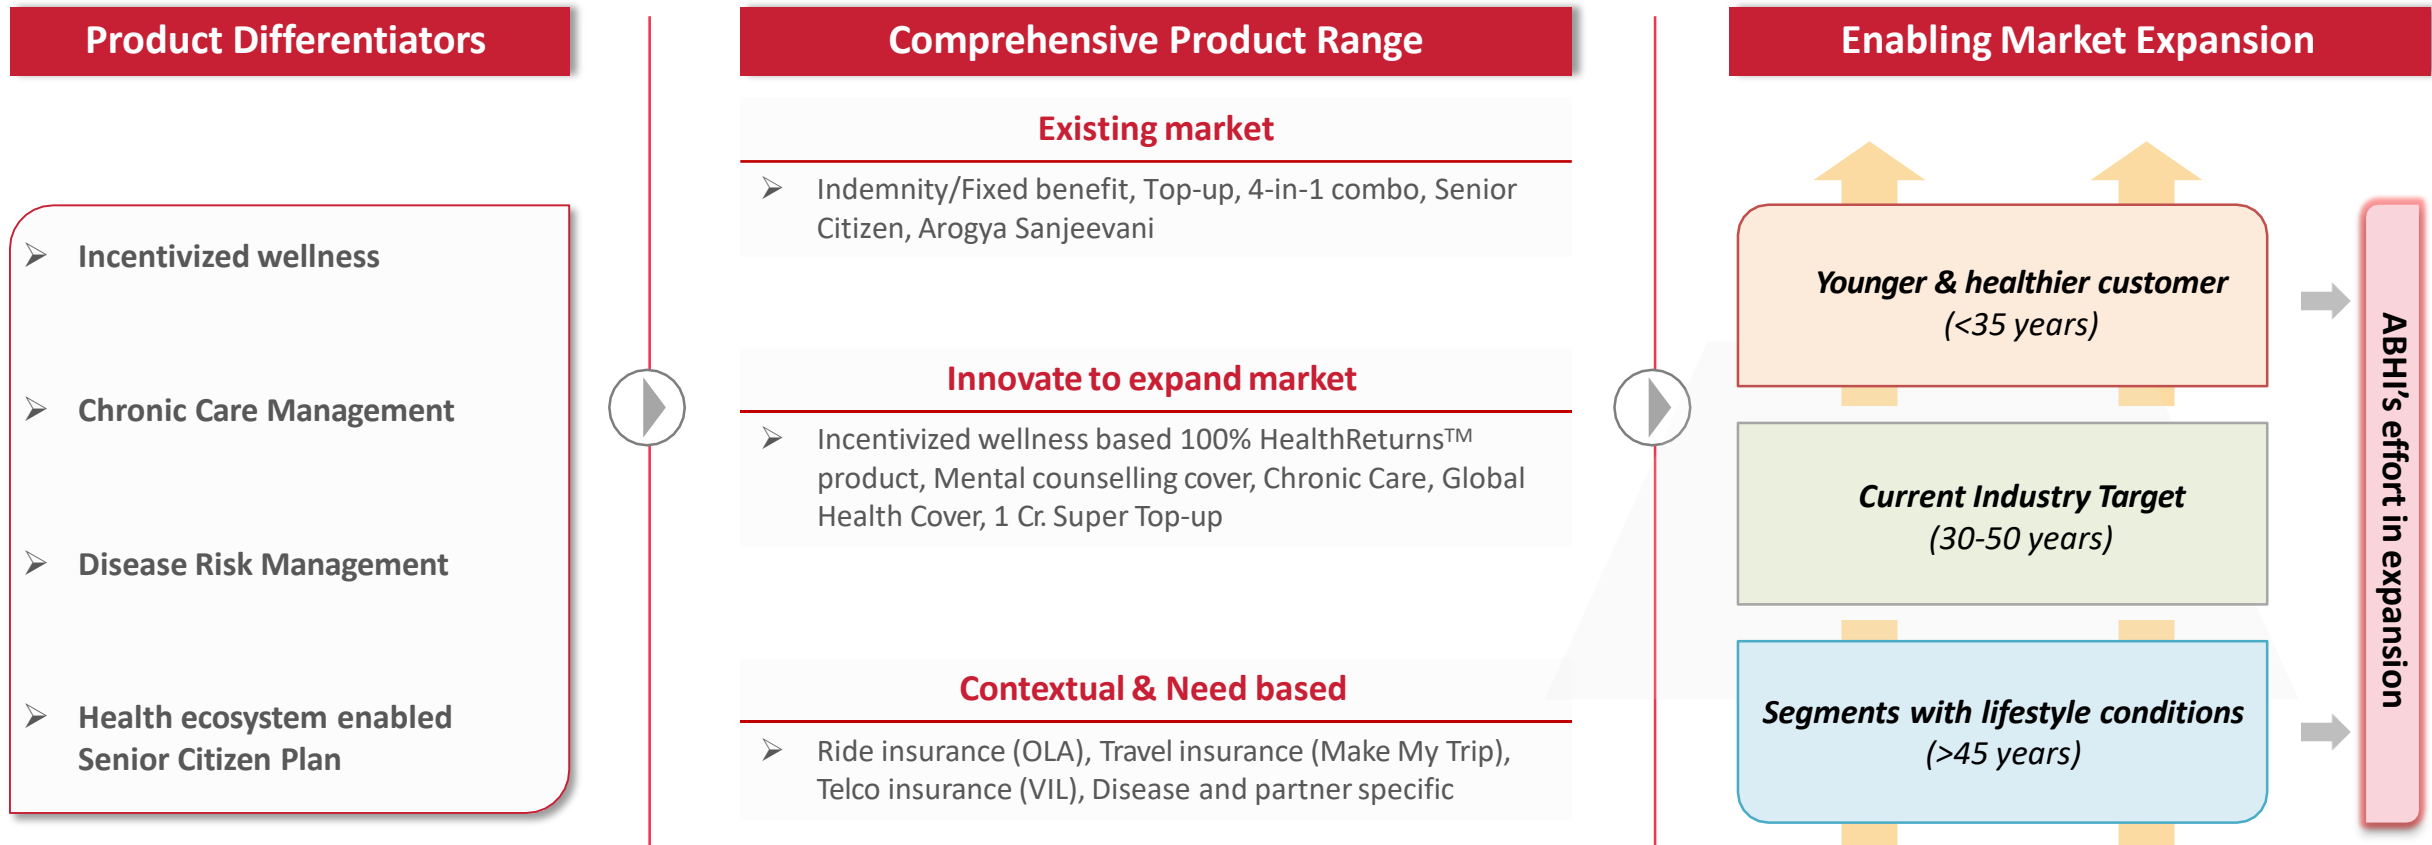 Product Differentiators
Incentivized wellness
Chronic Care Management
Disease Risk Management
Health ecosystem enabled
Senior Citizen Plan
Comprehensive Product Range
Existing market
Indemnity/Fixed benefit, Top-up, 4-in-1 combo, Senior
Citizen, Arogya Sanjeevani
Innovate to expand market
Incentivized wellness based 100% HealthReturns™
product, Mental counselling cover, Chronic Care, Global
Health Cover, 1 Cr. Super Top-up
Contextual & Need based
Ride insurance (OLA), Travel insurance (Make My Trip),
Telco insurance (VIL), Disease and partner specific
Enabling Market Expansion
Younger & healthier customer
(<35 years)
Current Industry Target
(30-50 years)
Segments with lifestyle conditions
(>45 years)
ABHI's effort in expansion